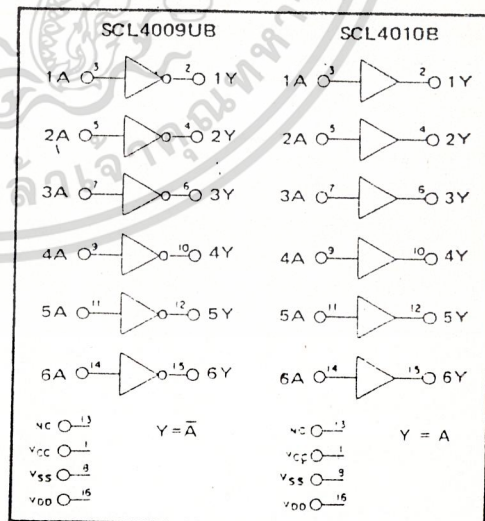 SCL4009UB
1A 3 2 1Y
2A 5 4 2Y
3A 7 6 3Y
4A 9 10 4Y
5A 11 12 5Y
6A 14 15 6Y
NC 13
VCC 1
VSS 8
VDD 16
Y = A̅
SCL4010B
1A 3 2 1Y
2A 5 4 2Y
3A 7 6 3Y
4A 9 10 4Y
5A 11 12 5Y
6A 14 15 6Y
NC 13
VCC 1
VSS
VDD 16
Y = A